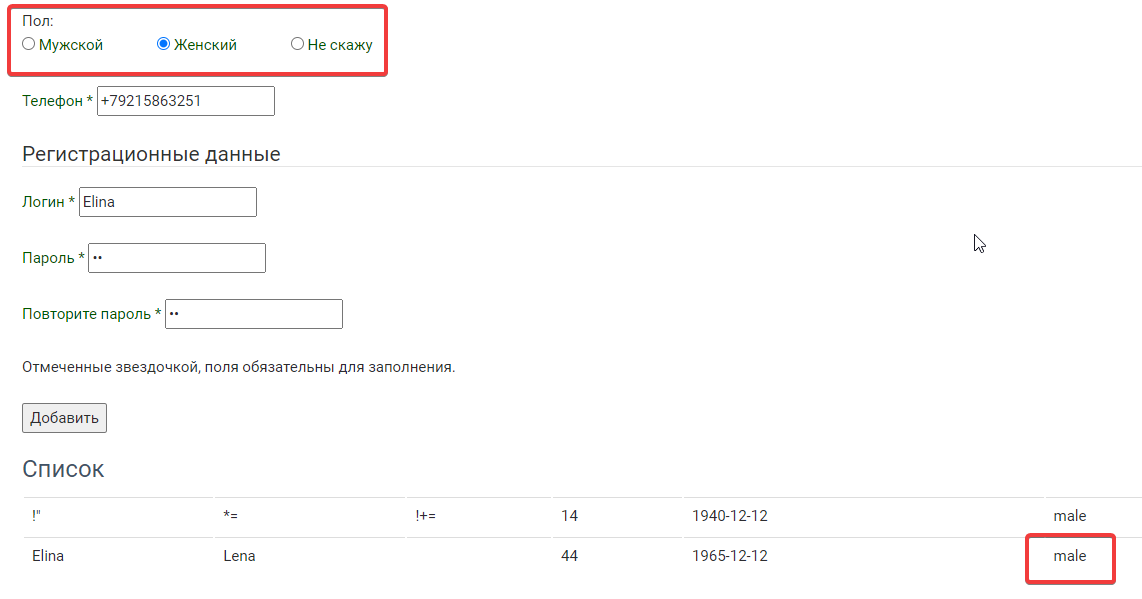 Пол:
Мужской Женский Не скажу
Телефон * +79215863251
Регистрационные данные
Логин * Elina
Пароль * ••
Повторите пароль * ••
Отмеченные звездочкой, поля обязательны для заполнения.
Добавить
Список
!" *= !+= 14 1940-12-12 male
Elina Lena 44 1965-12-12 male